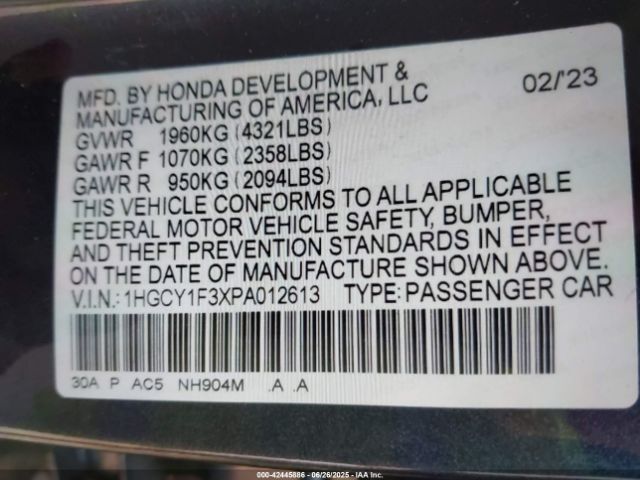 MFD. BY HONDA DEVELOPMENT & 02/'23
MANUFACTURING OF AMERICA, LLC
GVWR 1960KG (4321LBS)
GAWR F 1070KG (2358LBS)
GAWR R 950KG (2094LBS)
THIS VEHICLE CONFORMS TO ALL APPLICABLE
FEDERAL MOTOR VEHICLE SAFETY, BUMPER,
AND THEFT PREVENTION STANDARDS IN EFFECT
ON THE DATE OF MANUFACTURE SHOWN ABOVE.
V.I.N.: 1HGCY1F3XPA012613 TYPE: PASSENGER CAR
30A P AC5 NH904M .A .A
000-42445886 | 06/26/2025 | IAA Inc.